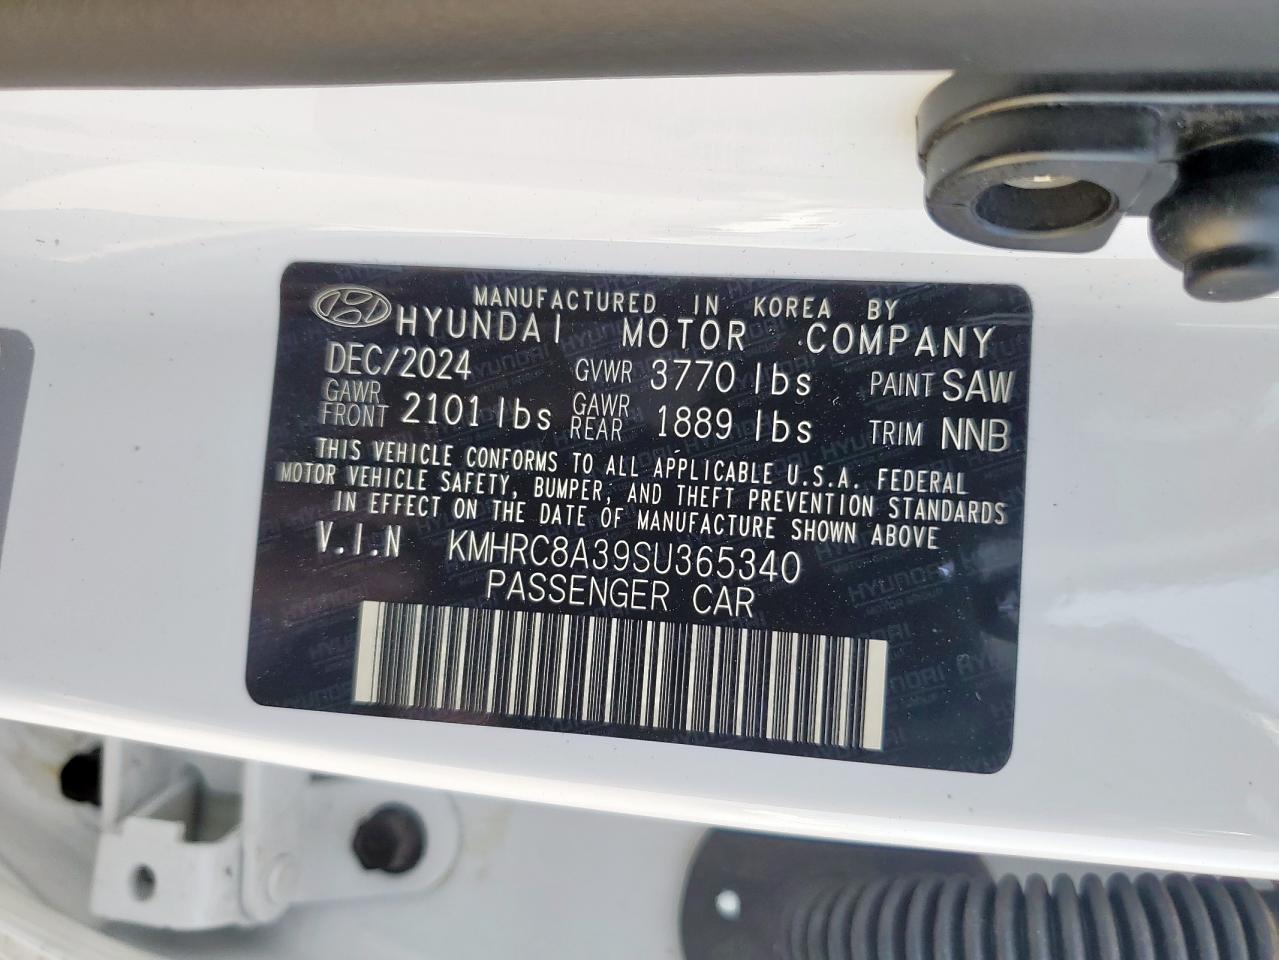 MANUFACTURED IN KOREA BY
HYUNDAI MOTOR COMPANY
DEC/2024 GVWR 3770 lbs PAINT SAW
GAWR FRONT 2101 lbs GAWR REAR 1889 lbs TRIM NNB
THIS VEHICLE CONFORMS TO ALL APPLICABLE U.S.A. FEDERAL
MOTOR VEHICLE SAFETY, BUMPER, AND THEFT PREVENTION STANDARDS
IN EFFECT ON THE DATE OF MANUFACTURE SHOWN ABOVE
V.I.N KMHRC8A39SU365340
PASSENGER CAR